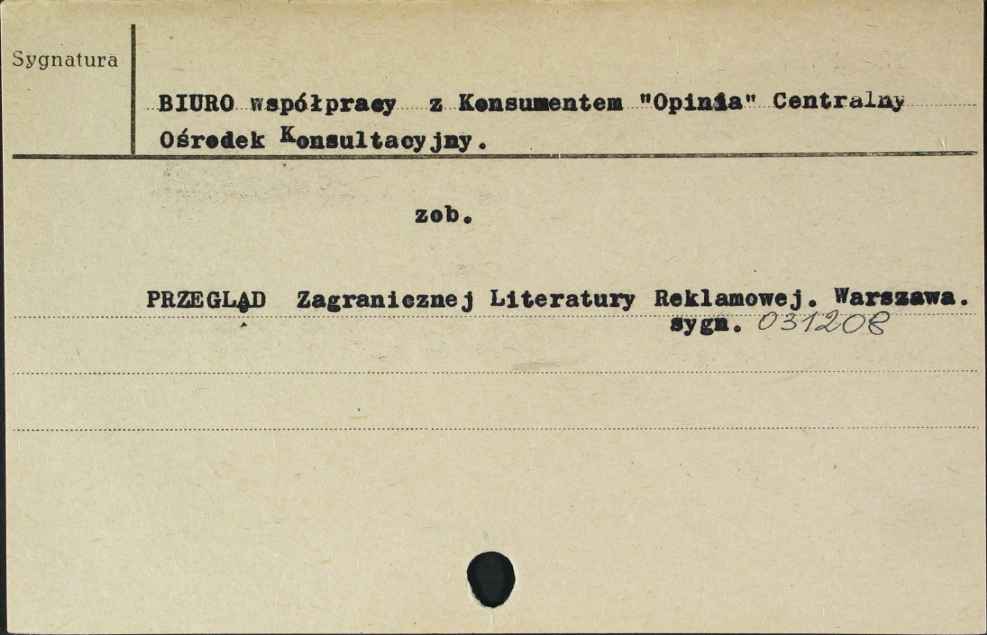 Sygnatura
BIURO współpracy z Konsumentem "Opinia" Centralny
Ośrodek Konsultacyjny.
zob.
PRZEGLĄD Zagranicznej Literatury Reklamowej. Warszawa.
sygn. 031208